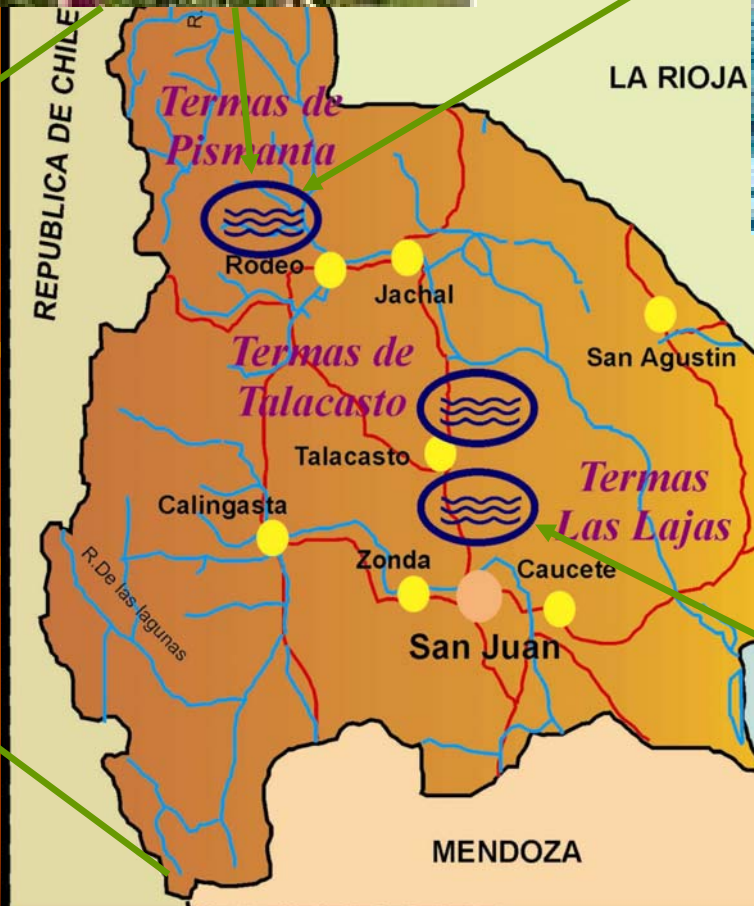 R.
REPUBLICA DE CHILE
LA RIOJA
Termas de
Pismanta
Rodeo
Jachal
San Agustin
Termas de
Talacasto
Talacasto
Termas
Las Lajas
Calingasta
Zonda
Caucete
R.De las lagunas
San Juan
MENDOZA